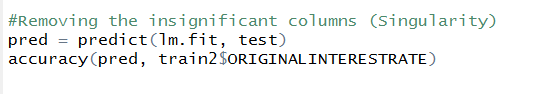 #Removing the insignificant columns (Singularity)
pred = predict(lm.fit, test)
accuracy(pred, train2$ORIGINALINTERESTRATE)